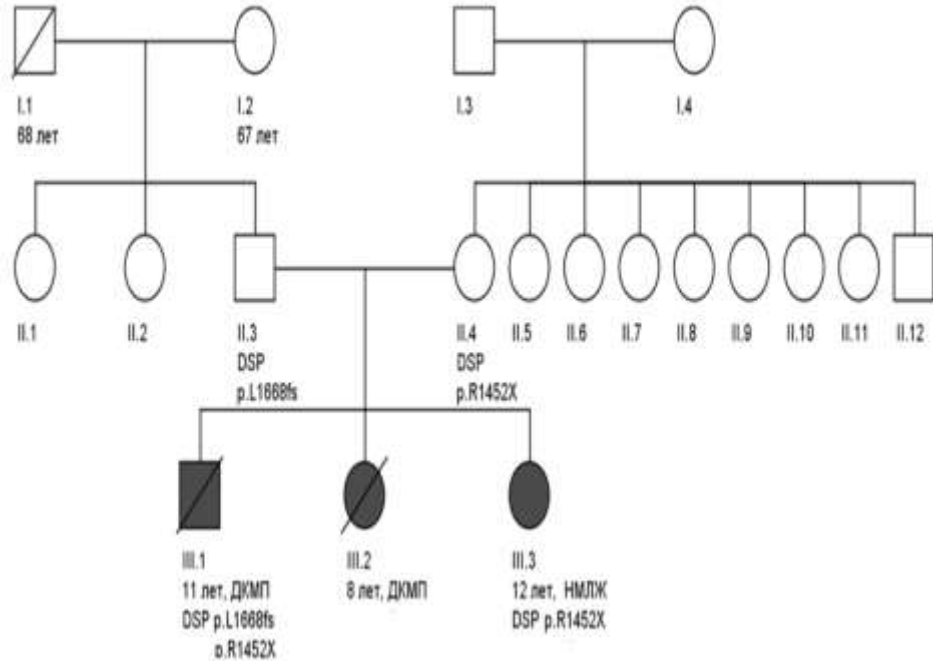 I.1
68 лет
I.2
67 лет
I.3
I.4
II.1
II.2
II.3
DSP
p.L1668fs
II.4
DSP
p.R1452X
II.5
II.6
II.7
II.8
II.9
II.10
II.11
II.12
III.1
11 лет, ДКМП
DSP p.L1668fs
p.R1452X
III.2
8 лет, ДКМП
III.3
12 лет, НМЛЖ
DSP p.R1452X